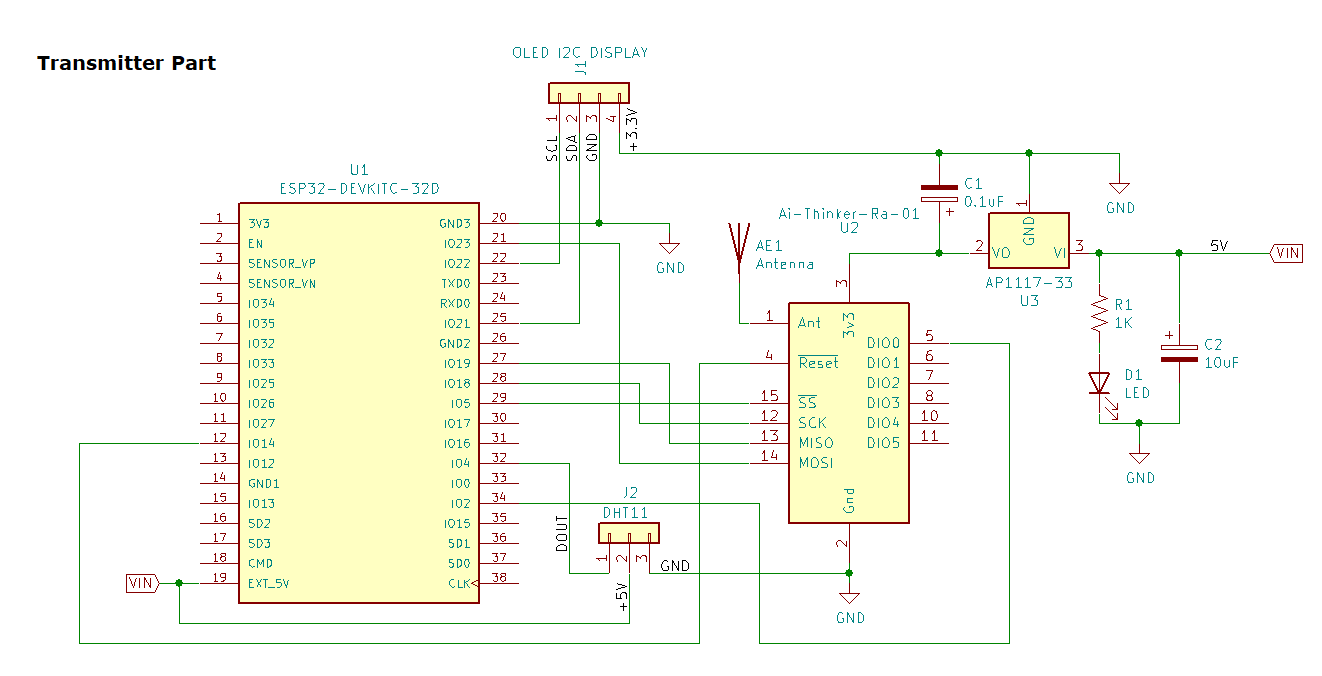 Transmitter Part
OLED I2C DISPLAY
J1
1 2 3 4
SCL SDA GND +3.3V
U1
ESP32-DEVKITC-32D
1 3V3 GND3 20
2 EN IO23 21
3 SENSOR_VP IO22 22
4 SENSOR_VN TXD0 23
5 IO34 RXD0 24
6 IO35 IO21 25
7 IO32 GND2 26
8 IO33 IO19 27
9 IO25 IO18 28
10 IO26 IO5 29
11 IO27 IO17 30
12 IO14 IO16 31
13 IO12 IO4 32
14 GND1 IO0 33
15 IO13 IO2 34
16 SD2 IO15 35
17 SD3 SD1 36
18 CMD SD0 37
19 EXT_5V CLK 38
VIN
GND
Ai-Thinker-Ra-01
U2
AE1
Antenna
3
3v3
1 Ant
4 Reset
15 SS
12 SCK
13 MISO
14 MOSI
DIO0 5
DIO1 6
DIO2 7
DIO3 8
DIO4 10
DIO5 11
Gnd
2
GND
J2
DHT11
1 2 3
DOUT
+5V
GND
C1
0.1uF
+
GND
1
GND
2 VO VI 3
AP1117-33
U3
5V
VIN
R1
1K
D1
LED
+
C2
10uF
GND